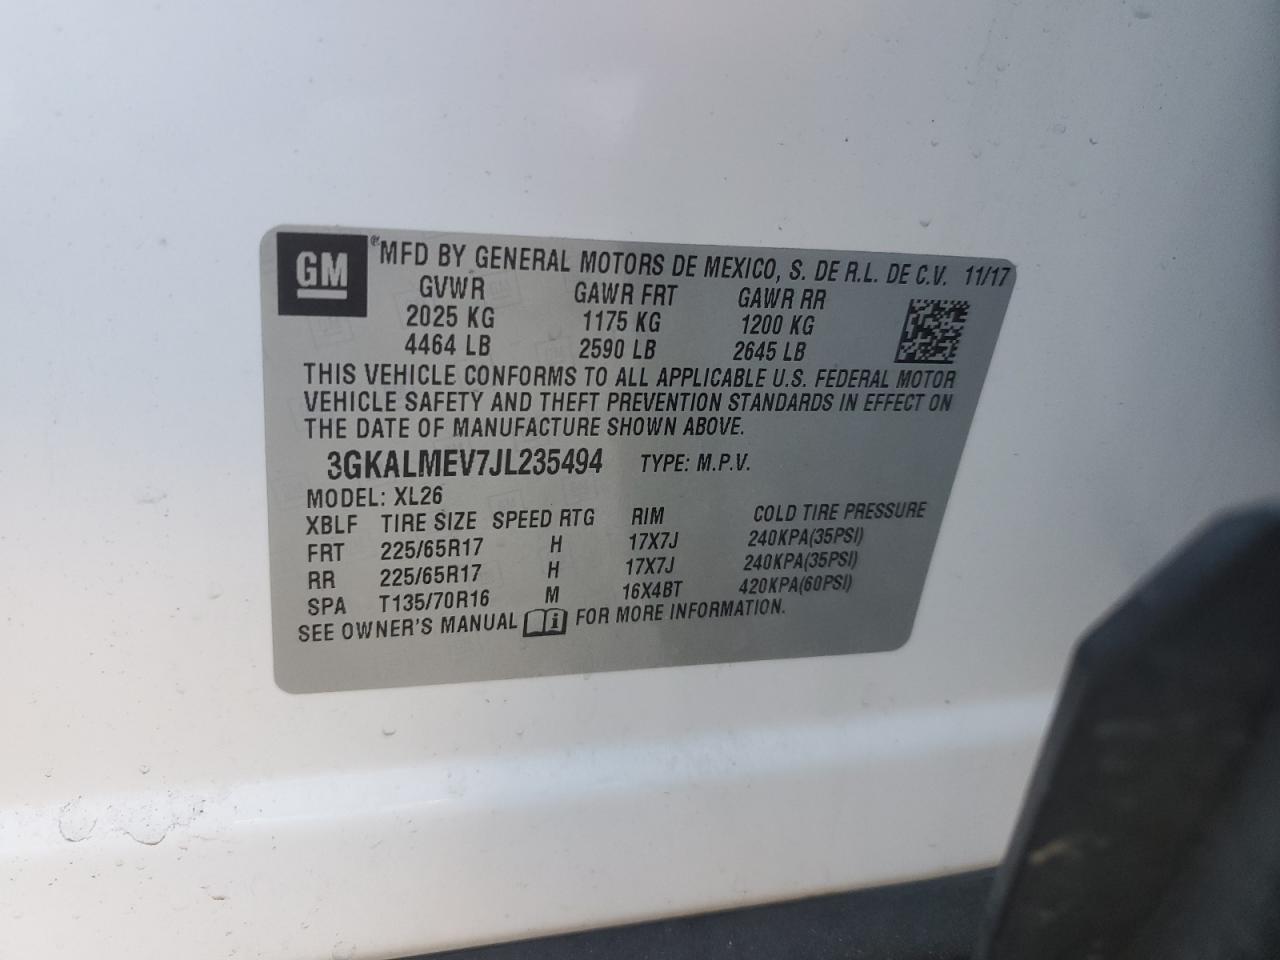 GM
® MFD BY GENERAL MOTORS DE MEXICO, S. DE R.L. DE C.V. 11/17
GVWR GAWR FRT GAWR RR
2025 KG 1175 KG 1200 KG
4464 LB 2590 LB 2645 LB
THIS VEHICLE CONFORMS TO ALL APPLICABLE U.S. FEDERAL MOTOR
VEHICLE SAFETY AND THEFT PREVENTION STANDARDS IN EFFECT ON
THE DATE OF MANUFACTURE SHOWN ABOVE.
3GKALMEV7JL235494 TYPE: M.P.V.
MODEL: XL26
XBLF TIRE SIZE SPEED RTG RIM COLD TIRE PRESSURE
FRT 225/65R17 H 17X7J 240KPA(35PSI)
RR 225/65R17 H 17X7J 240KPA(35PSI)
SPA T135/70R16 M 16X4BT 420KPA(60PSI)
SEE OWNER'S MANUAL i FOR MORE INFORMATION.